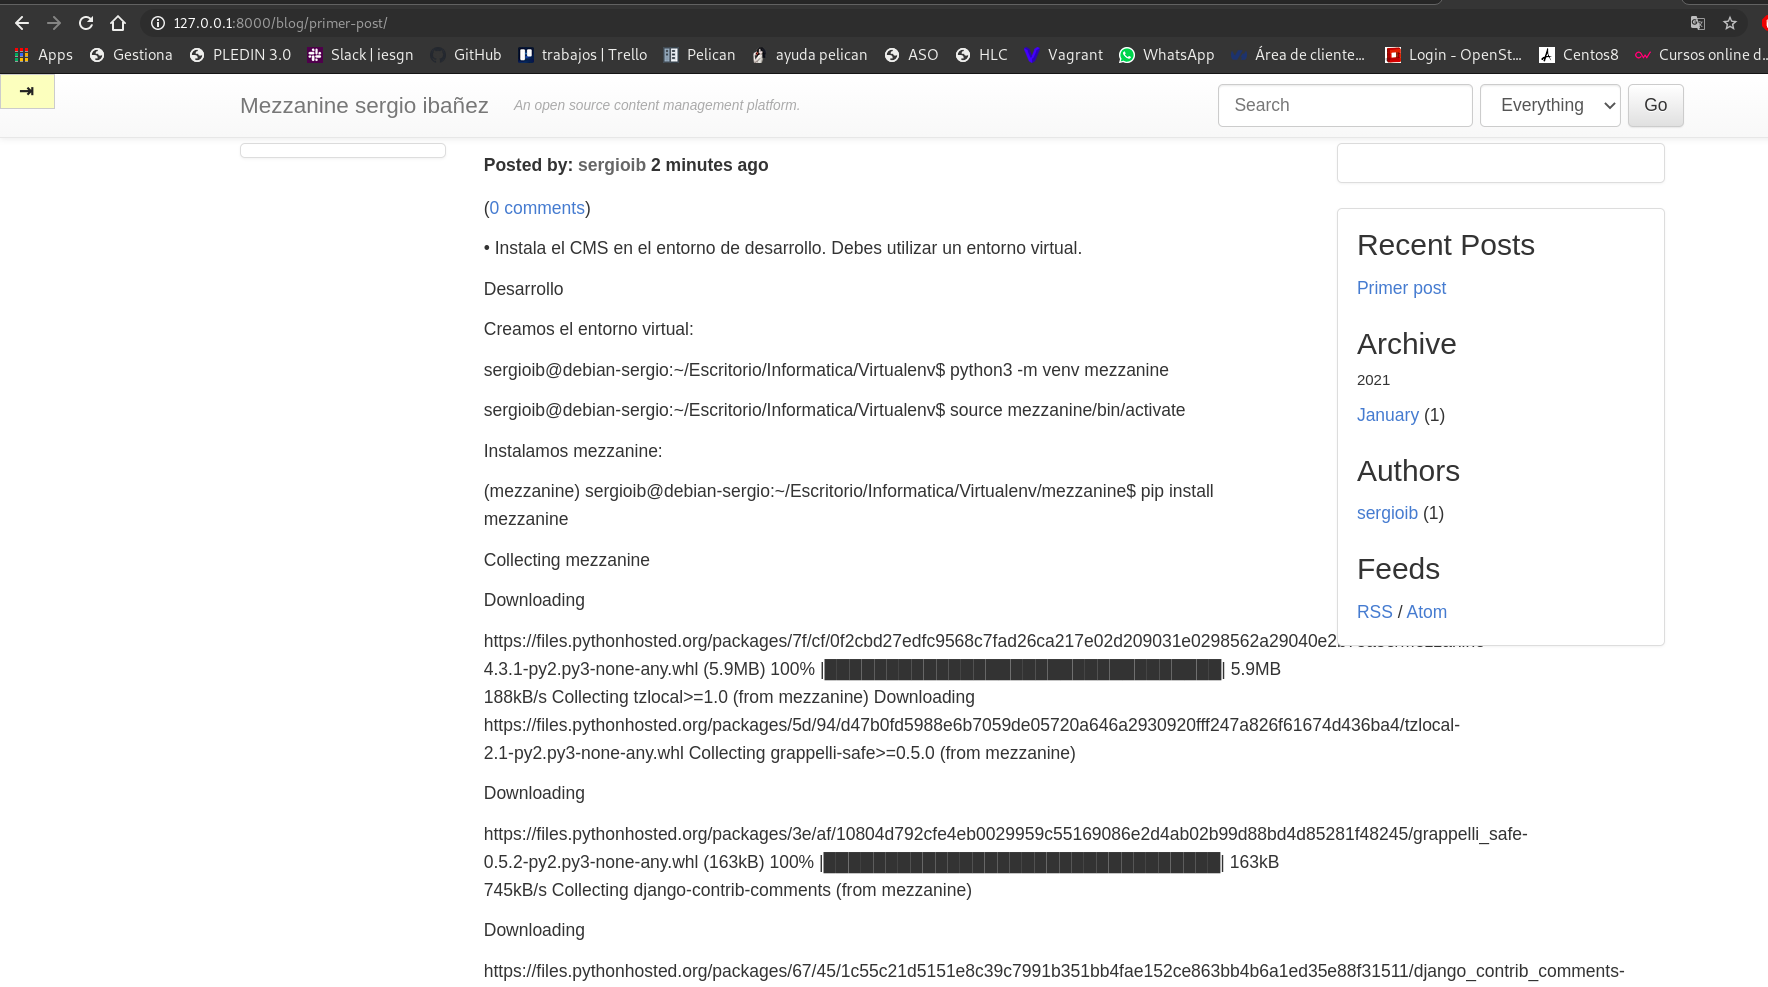 127.0.0.1:8000/blog/primer-post/
Apps Gestiona PLEDIN 3.0 Slack | iesgn GitHub trabajos | Trello Pelican ayuda pelican ASO HLC Vagrant WhatsApp Área de cliente... Login - OpenSt... Centos8 Cursos online d...
Mezzanine sergio ibañez An open source content management platform. Search Everything Go
Posted by: sergioib 2 minutes ago
(0 comments)
• Instala el CMS en el entorno de desarrollo. Debes utilizar un entorno virtual.
Desarrollo
Creamos el entorno virtual:
sergioib@debian-sergio:~/Escritorio/Informatica/Virtualenv$ python3 -m venv mezzanine
sergioib@debian-sergio:~/Escritorio/Informatica/Virtualenv$ source mezzanine/bin/activate
Instalamos mezzanine:
(mezzanine) sergioib@debian-sergio:~/Escritorio/Informatica/Virtualenv/mezzanine$ pip install
mezzanine
Collecting mezzanine
Downloading
https://files.pythonhosted.org/packages/7f/cf/0f2cbd27edfc9568c7fad26ca217e02d209031e0298562a29040e2
4.3.1-py2.py3-none-any.whl (5.9MB) 100% |████████████████████████████████| 5.9MB
188kB/s Collecting tzlocal>=1.0 (from mezzanine) Downloading
https://files.pythonhosted.org/packages/5d/94/d47b0fd5988e6b7059de05720a646a2930920fff247a826f61674d436ba4/tzlocal-
2.1-py2.py3-none-any.whl Collecting grappelli-safe>=0.5.0 (from mezzanine)
Downloading
https://files.pythonhosted.org/packages/3e/af/10804d792cfe4eb0029959c55169086e2d4ab02b99d88bd4d85281f48245/grappelli_safe-
0.5.2-py2.py3-none-any.whl (163kB) 100% |████████████████████████████████| 163kB
745kB/s Collecting django-contrib-comments (from mezzanine)
Downloading
https://files.pythonhosted.org/packages/67/45/1c55c21d5151e8c39c7991b351bb4fae152ce863bb4b6a1ed35e88f31511/django_contrib_comments-
Recent Posts
Primer post
Archive
2021
January (1)
Authors
sergioib (1)
Feeds
RSS / Atom